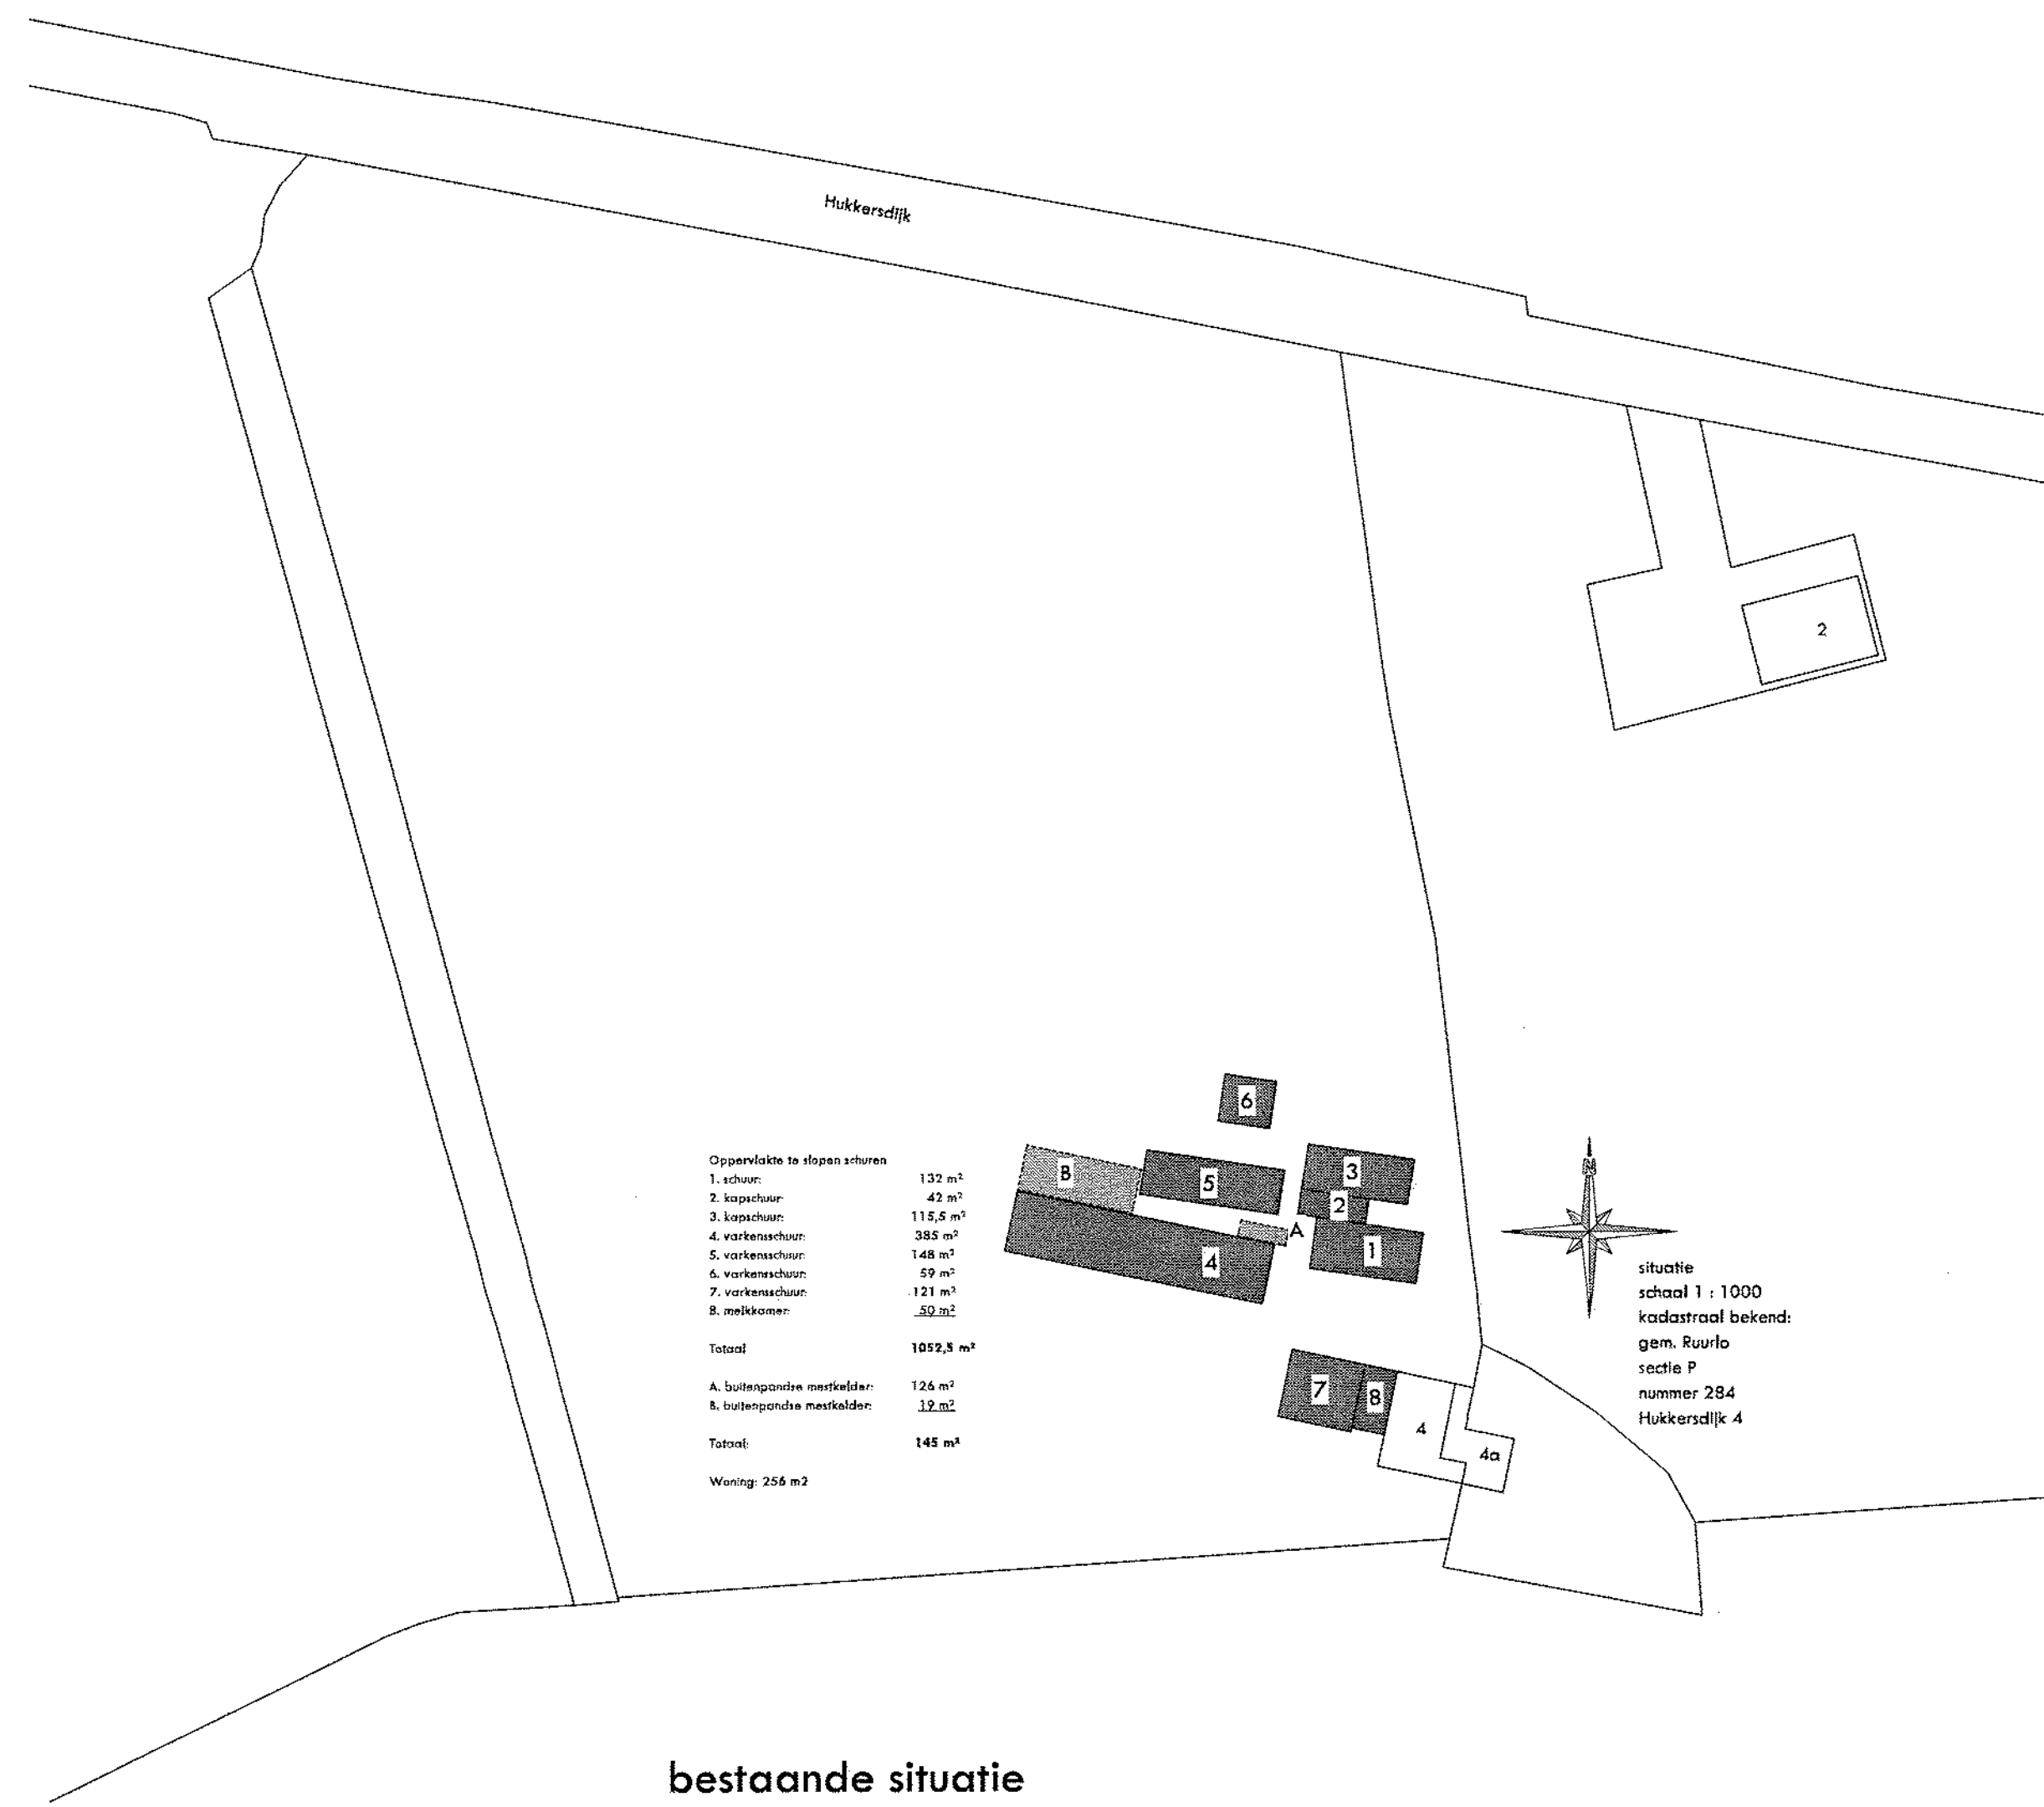 Hukkersdijk
2
6
B
5
3
2
A
1
4
7
8
4
4a
Oppervlakte te slopen schuren
1. schuur: 132 m²
2. kapschuur: 42 m²
3. kapschuur: 115,5 m²
4. varkensschuur: 385 m²
5. varkensschuur: 148 m²
6. varkensschuur: 59 m²
7. varkensschuur: 121 m²
8. melkkamer: 50 m²
Totaal 1052,5 m²
A. buitenpandse mestkelder: 126 m²
B. buitenpandse mestkelder: 19 m²
Totaal: 145 m²
Woning: 256 m2
N
situatie
schaal 1 : 1000
kadastraal bekend:
gem. Ruurlo
sectie P
nummer 284
Hukkersdijk 4
bestaande situatie